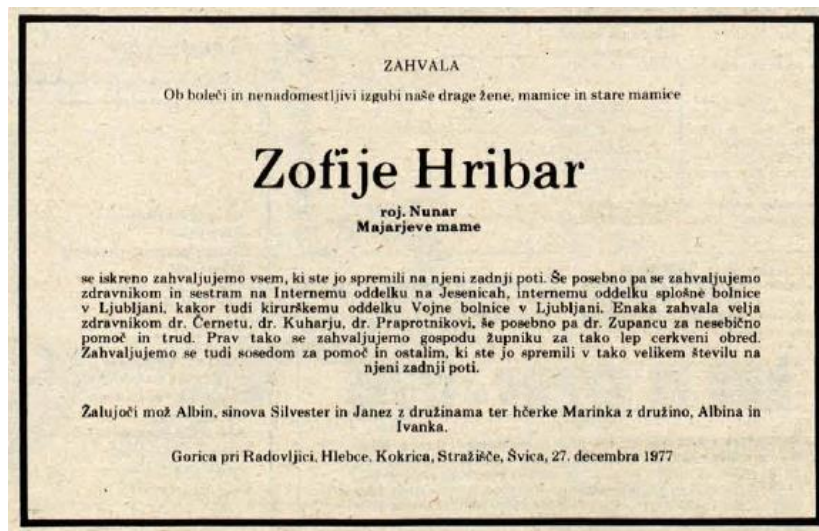 ZAHVALA
Ob boleči in nenadomestljivi izgubi naše drage žene, mamice in stare mamice
Zofije Hribar
roj. Nunar
Majarjeve mame
se iskreno zahvaljujemo vsem, ki ste jo spremili na njeni zadnji poti. Še posebno pa se zahvaljujemo
zdravnikom in sestram na Internemu oddelku na Jesenicah, internemu oddelku splošne bolnice
v Ljubljani, kakor tudi kirurškemu oddelku Vojne bolnice v Ljubljani. Enaka zahvala velja
zdravnikom dr. Černetu, dr. Kuharju, dr. Praprotnikovi, še posebno pa dr. Zupancu za nesebično
pomoč in trud. Prav tako se zahvaljujemo gospodu župniku za tako lep cerkveni obred.
Zahvaljujemo se tudi sosedom za pomoč in ostalim, ki ste jo spremili v tako velikem številu na
njeni zadnji poti.
Žalujoči mož Albin, sinova Silvester in Janez z družinama ter hčerke Marinka z družino, Albina in
Ivanka.
Gorica pri Radovljici, Hlebce, Kokrica, Stražišče, Švica, 27. decembra 1977